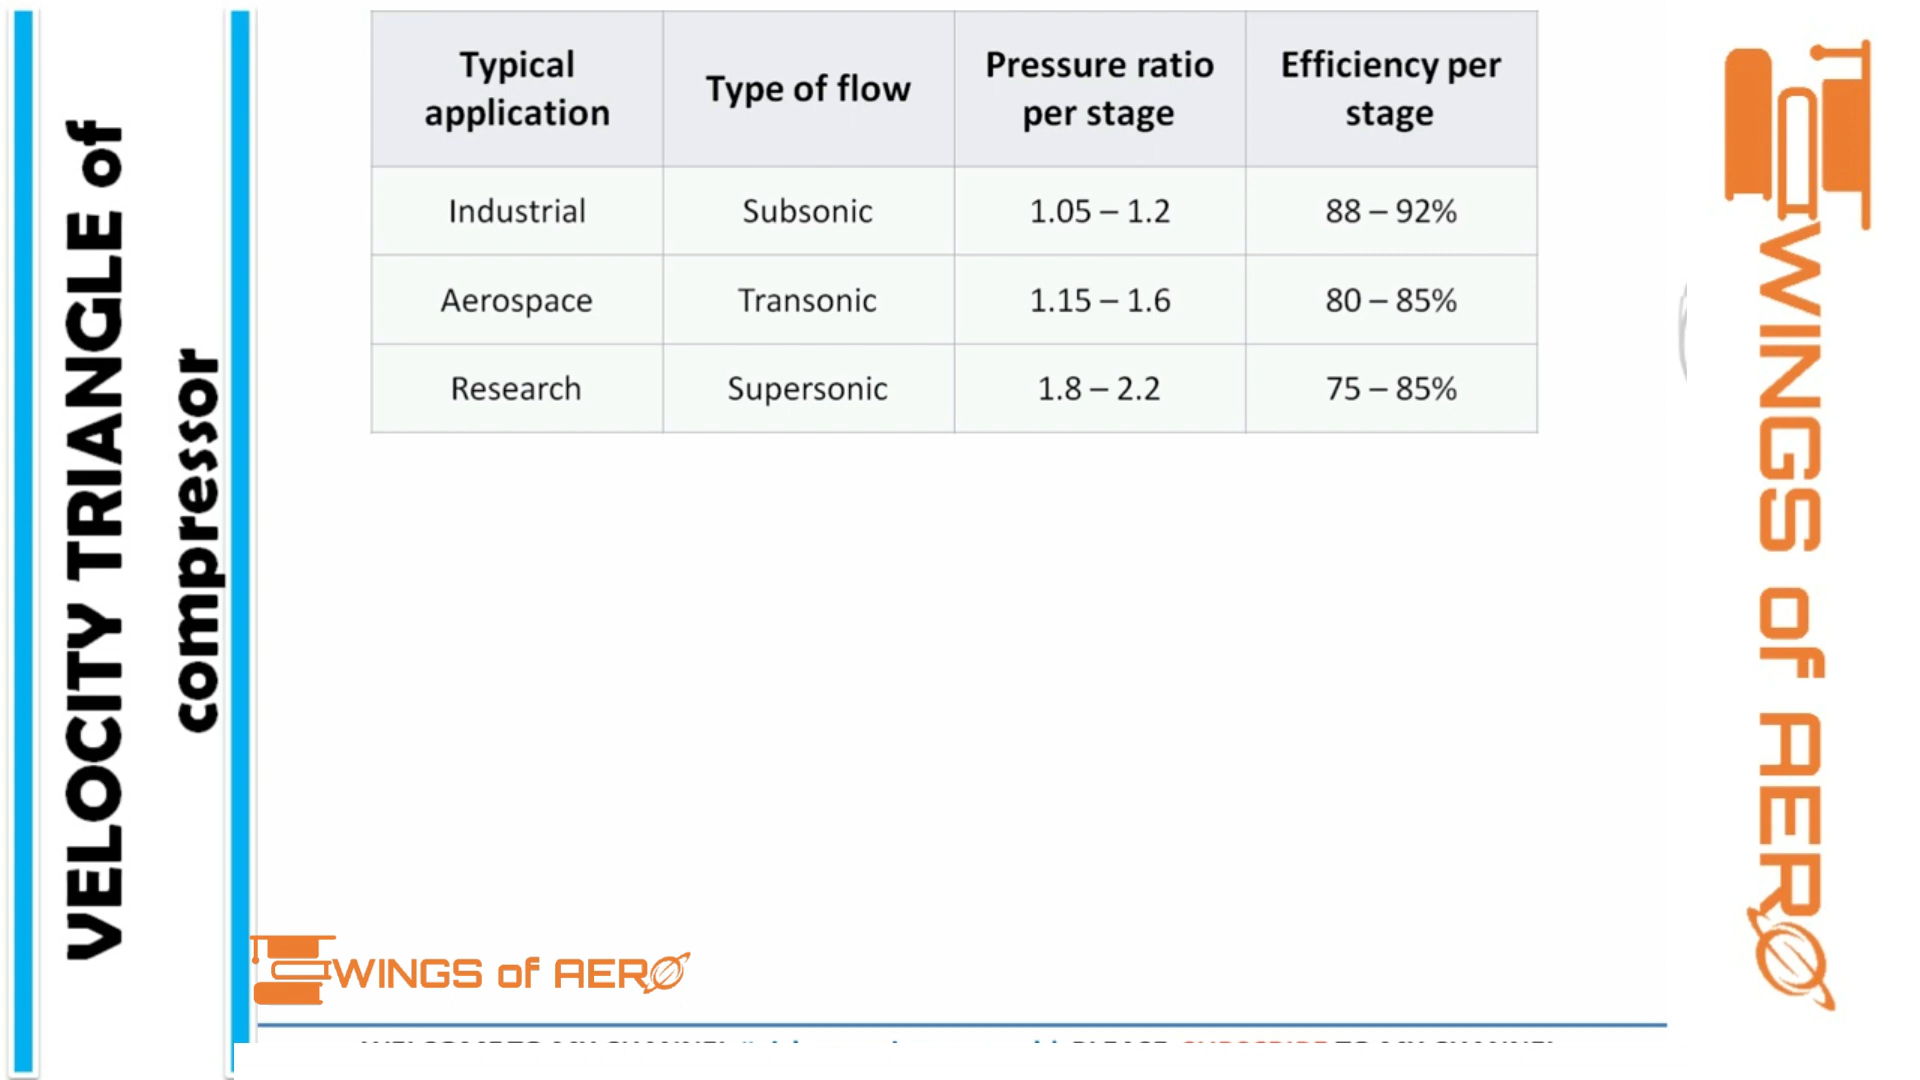 VELOCITY TRIANGLE of
compressor
Typical application Type of flow Pressure ratio per stage Efficiency per stage
Industrial Subsonic 1.05 – 1.2 88 – 92%
Aerospace Transonic 1.15 – 1.6 80 – 85%
Research Supersonic 1.8 – 2.2 75 – 85%
WINGS of AERO
WINGS of AERO